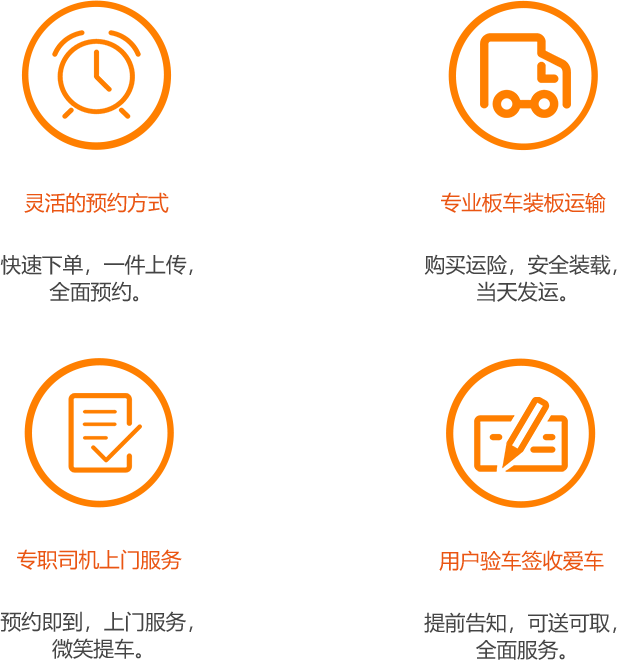 灵活的预约方式
专业板车装板运输
快速下单，一件上传，
全面预约。
购买运险，安全装载，
当天发运。
专职司机上门服务
用户验车签收爱车
预约即到，上门服务，
微笑提车。
提前告知，可送可取，
全面服务。